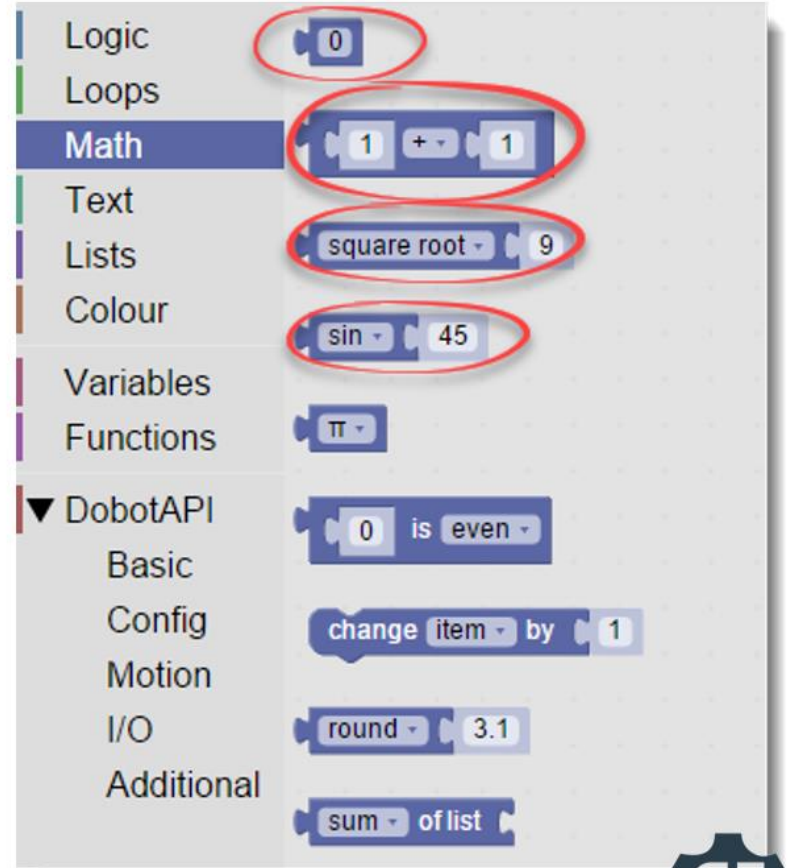 Logic
Loops
Math
Text
Lists
Colour
Variables
Functions
▼ DobotAPI
Basic
Config
Motion
I/O
Additional
0
1 + 1
square root 9
sin 45
π
0 is even
change item by 1
round 3.1
sum of list